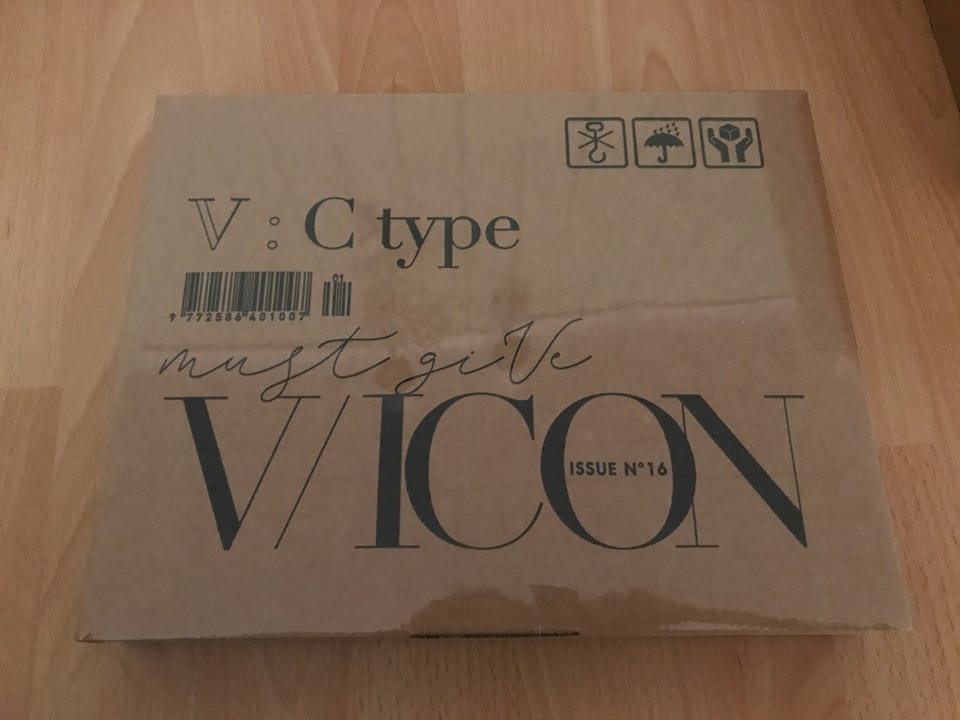 V : C type
01
9 772586 401007
must giVe
V/ICON
ISSUE N°16